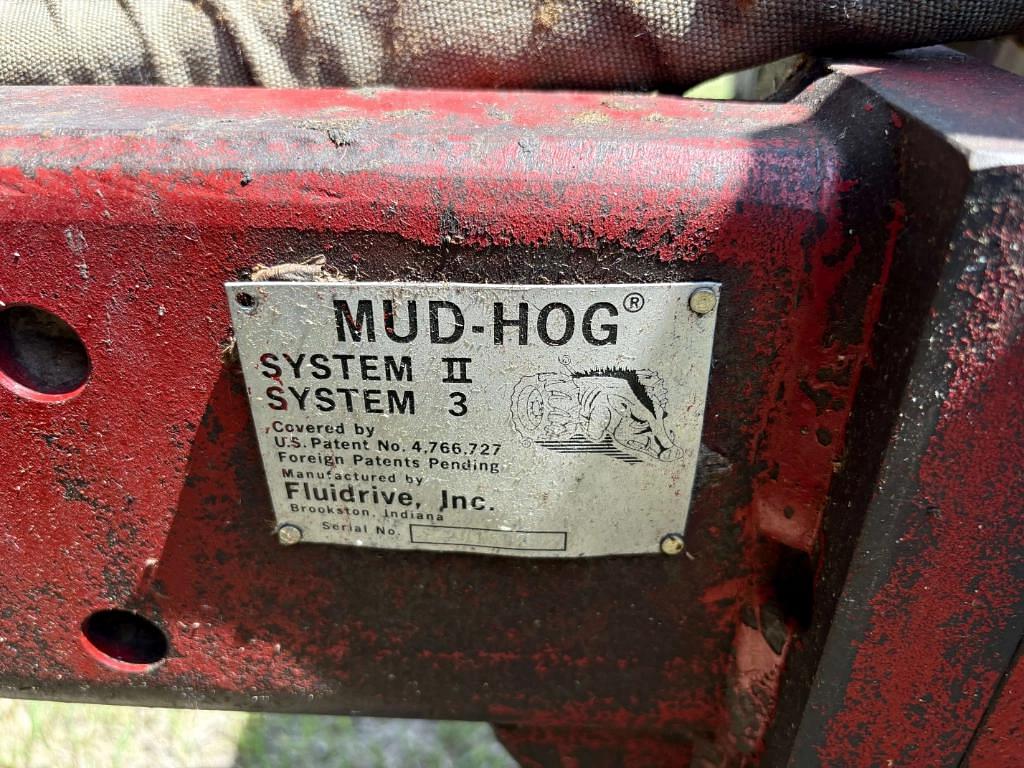 MUD-HOG®
SYSTEM II
SYSTEM 3
Covered by
U.S. Patent No. 4,766,727
Foreign Patents Pending
Manufactured by
Fluidrive, Inc.
Brookston, Indiana
Serial No.